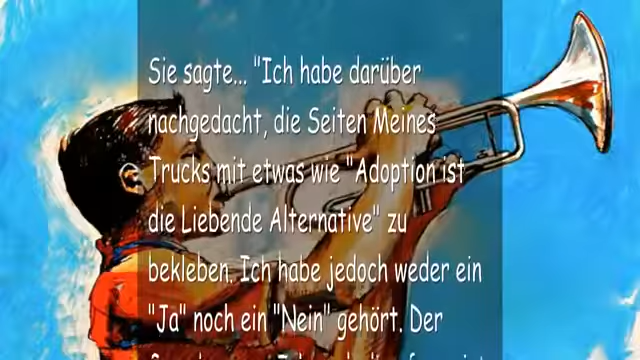 Sie sagte... "Ich habe darüber
nachgedacht, die Seiten Meines
Trucks mit etwas wie "Adoption ist
die Liebende Alternative" zu
bekleben. Ich habe jedoch weder ein
"Ja" noch ein "Nein" gehört. Der